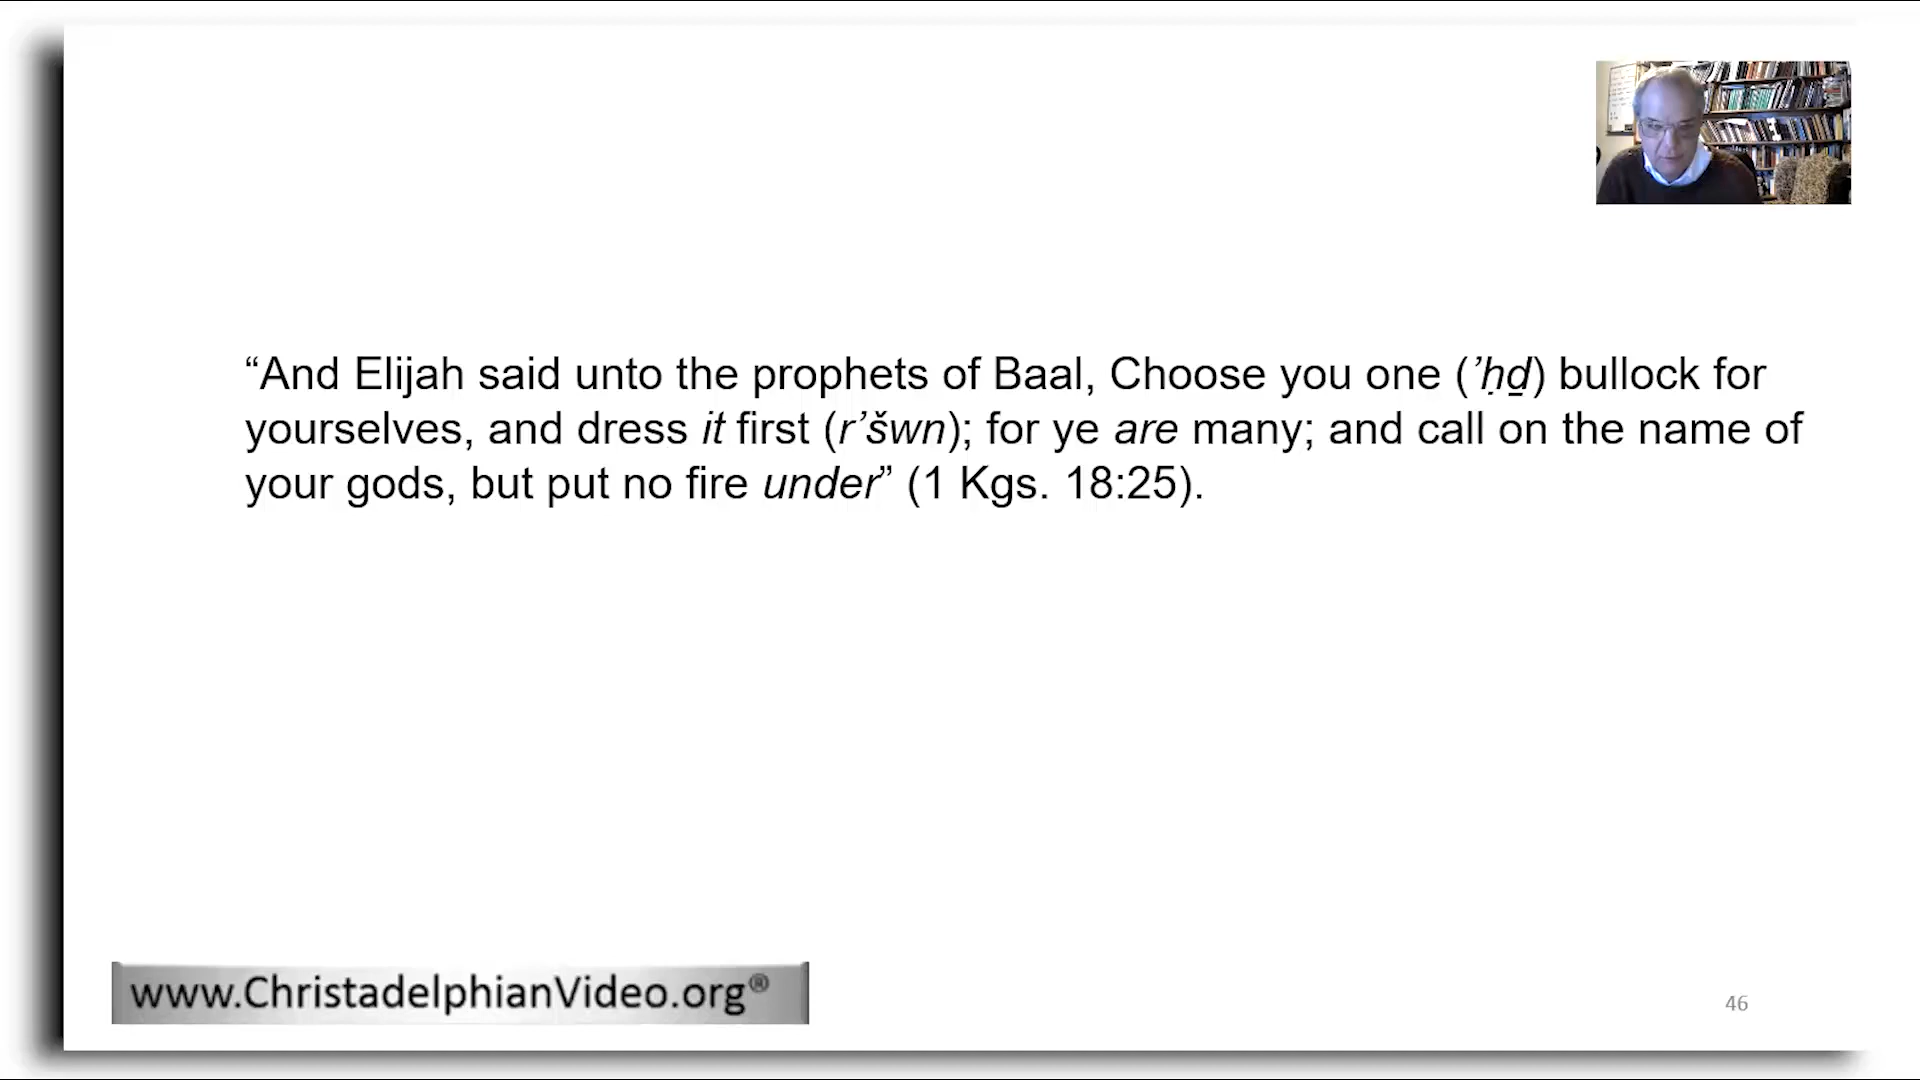 “And Elijah said unto the prophets of Baal, Choose you one (’ḥḏ) bullock for
yourselves, and dress it first (r’šwn); for ye are many; and call on the name of
your gods, but put no fire under” (1 Kgs. 18:25).
www.ChristadelphianVideo.org®
46